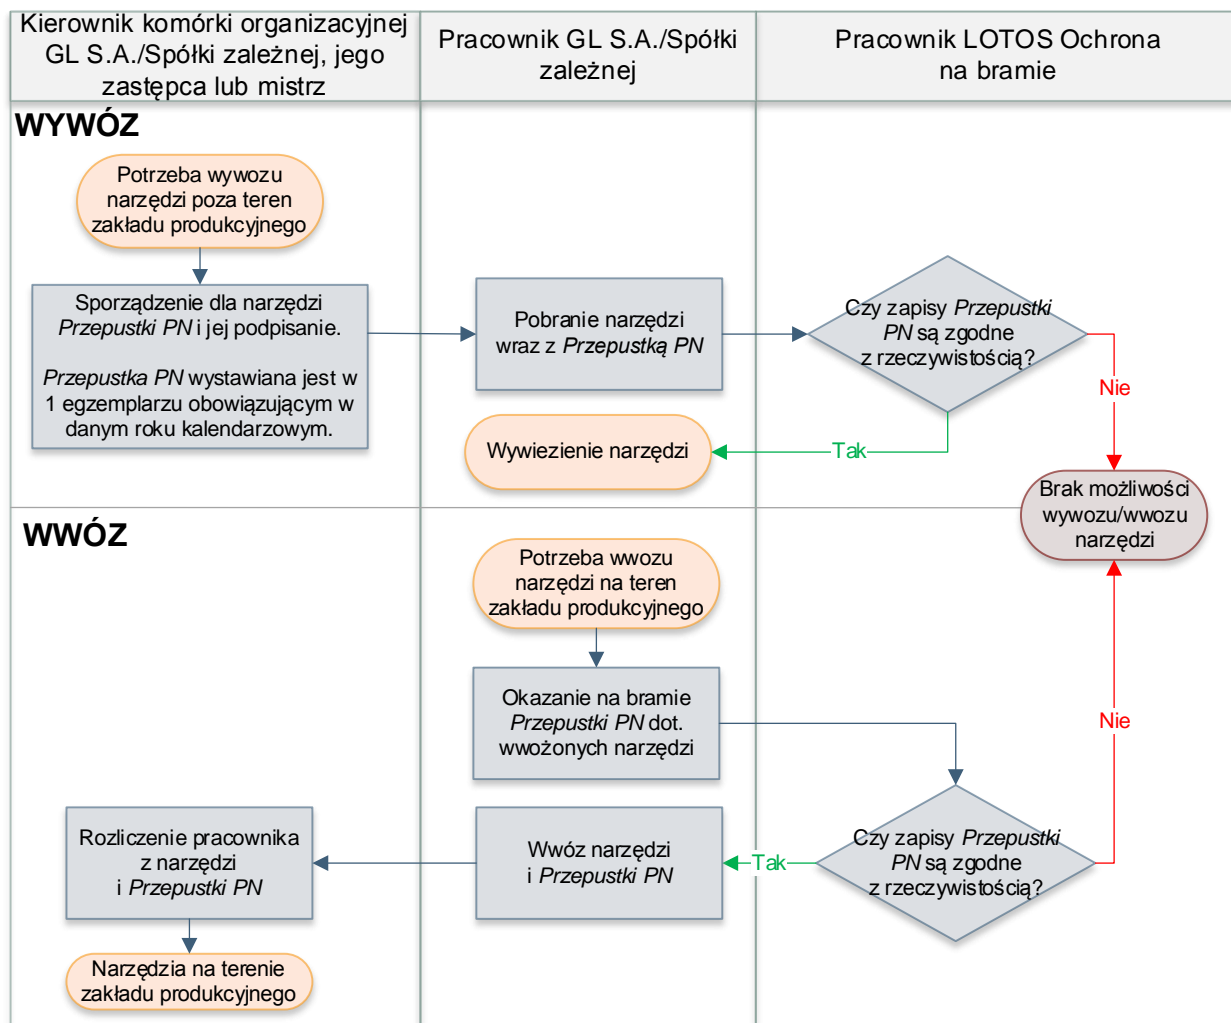 Kierownik komórki organizacyjnej
GL S.A./Spółki zależnej, jego
zastępca lub mistrz
Pracownik GL S.A./Spółki
zależnej
Pracownik LOTOS Ochrona
na bramie
WYWÓZ
Potrzeba wywozu
narzędzi poza teren
zakładu produkcyjnego
Sporządzenie dla narzędzi
Przepustki PN i jej podpisanie.
Przepustka PN wystawiana jest w
1 egzemplarzu obowiązującym w
danym roku kalendarzowym.
Pobranie narzędzi
wraz z Przepustką PN
Czy zapisy Przepustki
PN są zgodne
z rzeczywistością?
Nie
Tak
Wywiezienie narzędzi
Brak możliwości
wywozu/wwozu
narzędzi
WWÓZ
Potrzeba wwozu
narzędzi na teren
zakładu produkcyjnego
Okazanie na bramie
Przepustki PN dot.
wwożonych narzędzi
Nie
Czy zapisy Przepustki
PN są zgodne
z rzeczywistością?
Tak
Wwóz narzędzi
i Przepustki PN
Rozliczenie pracownika
z narzędzi
i Przepustki PN
Narzędzia na terenie
zakładu produkcyjnego